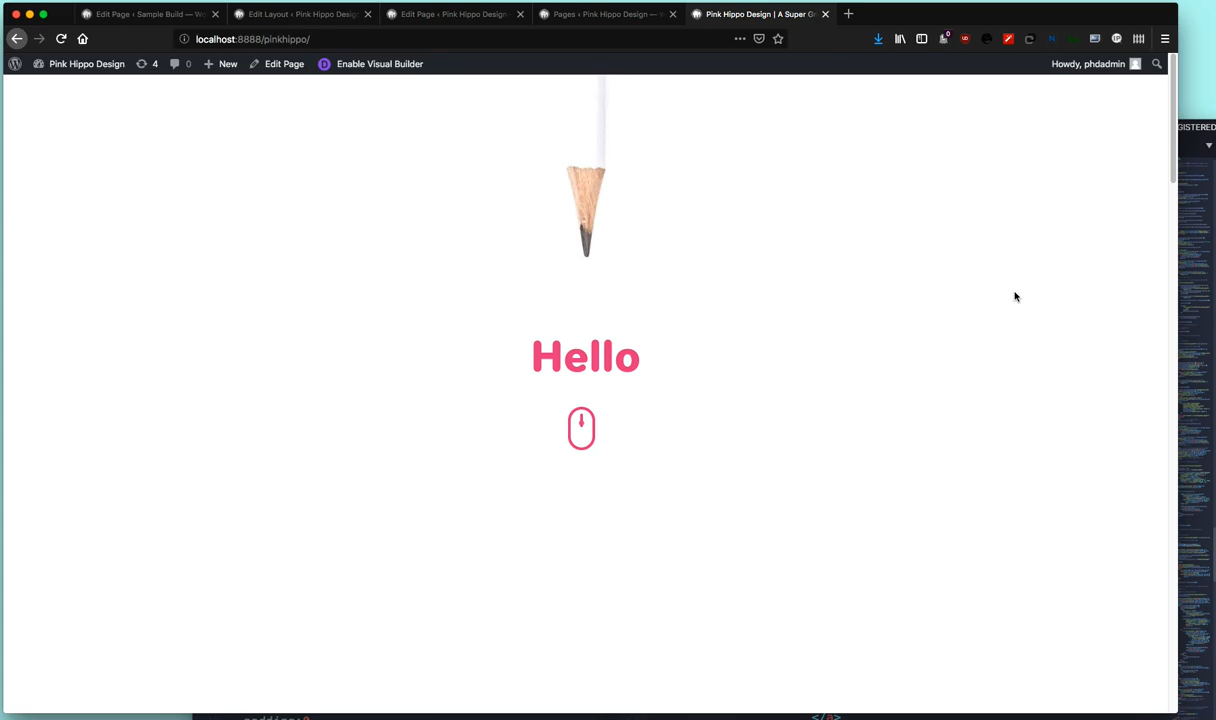 Edit Page ‹ Sample Build — Wo
Edit Layout ‹ Pink Hippo Design
Edit Page ‹ Pink Hippo Design
Pages ‹ Pink Hippo Design —
Pink Hippo Design | A Super Gr
localhost:8888/pinkhippo/
Pink Hippo Design
4
0
New
Edit Page
D
Enable Visual Builder
Howdy, phdadmin
GISTERED
Hello
</a>